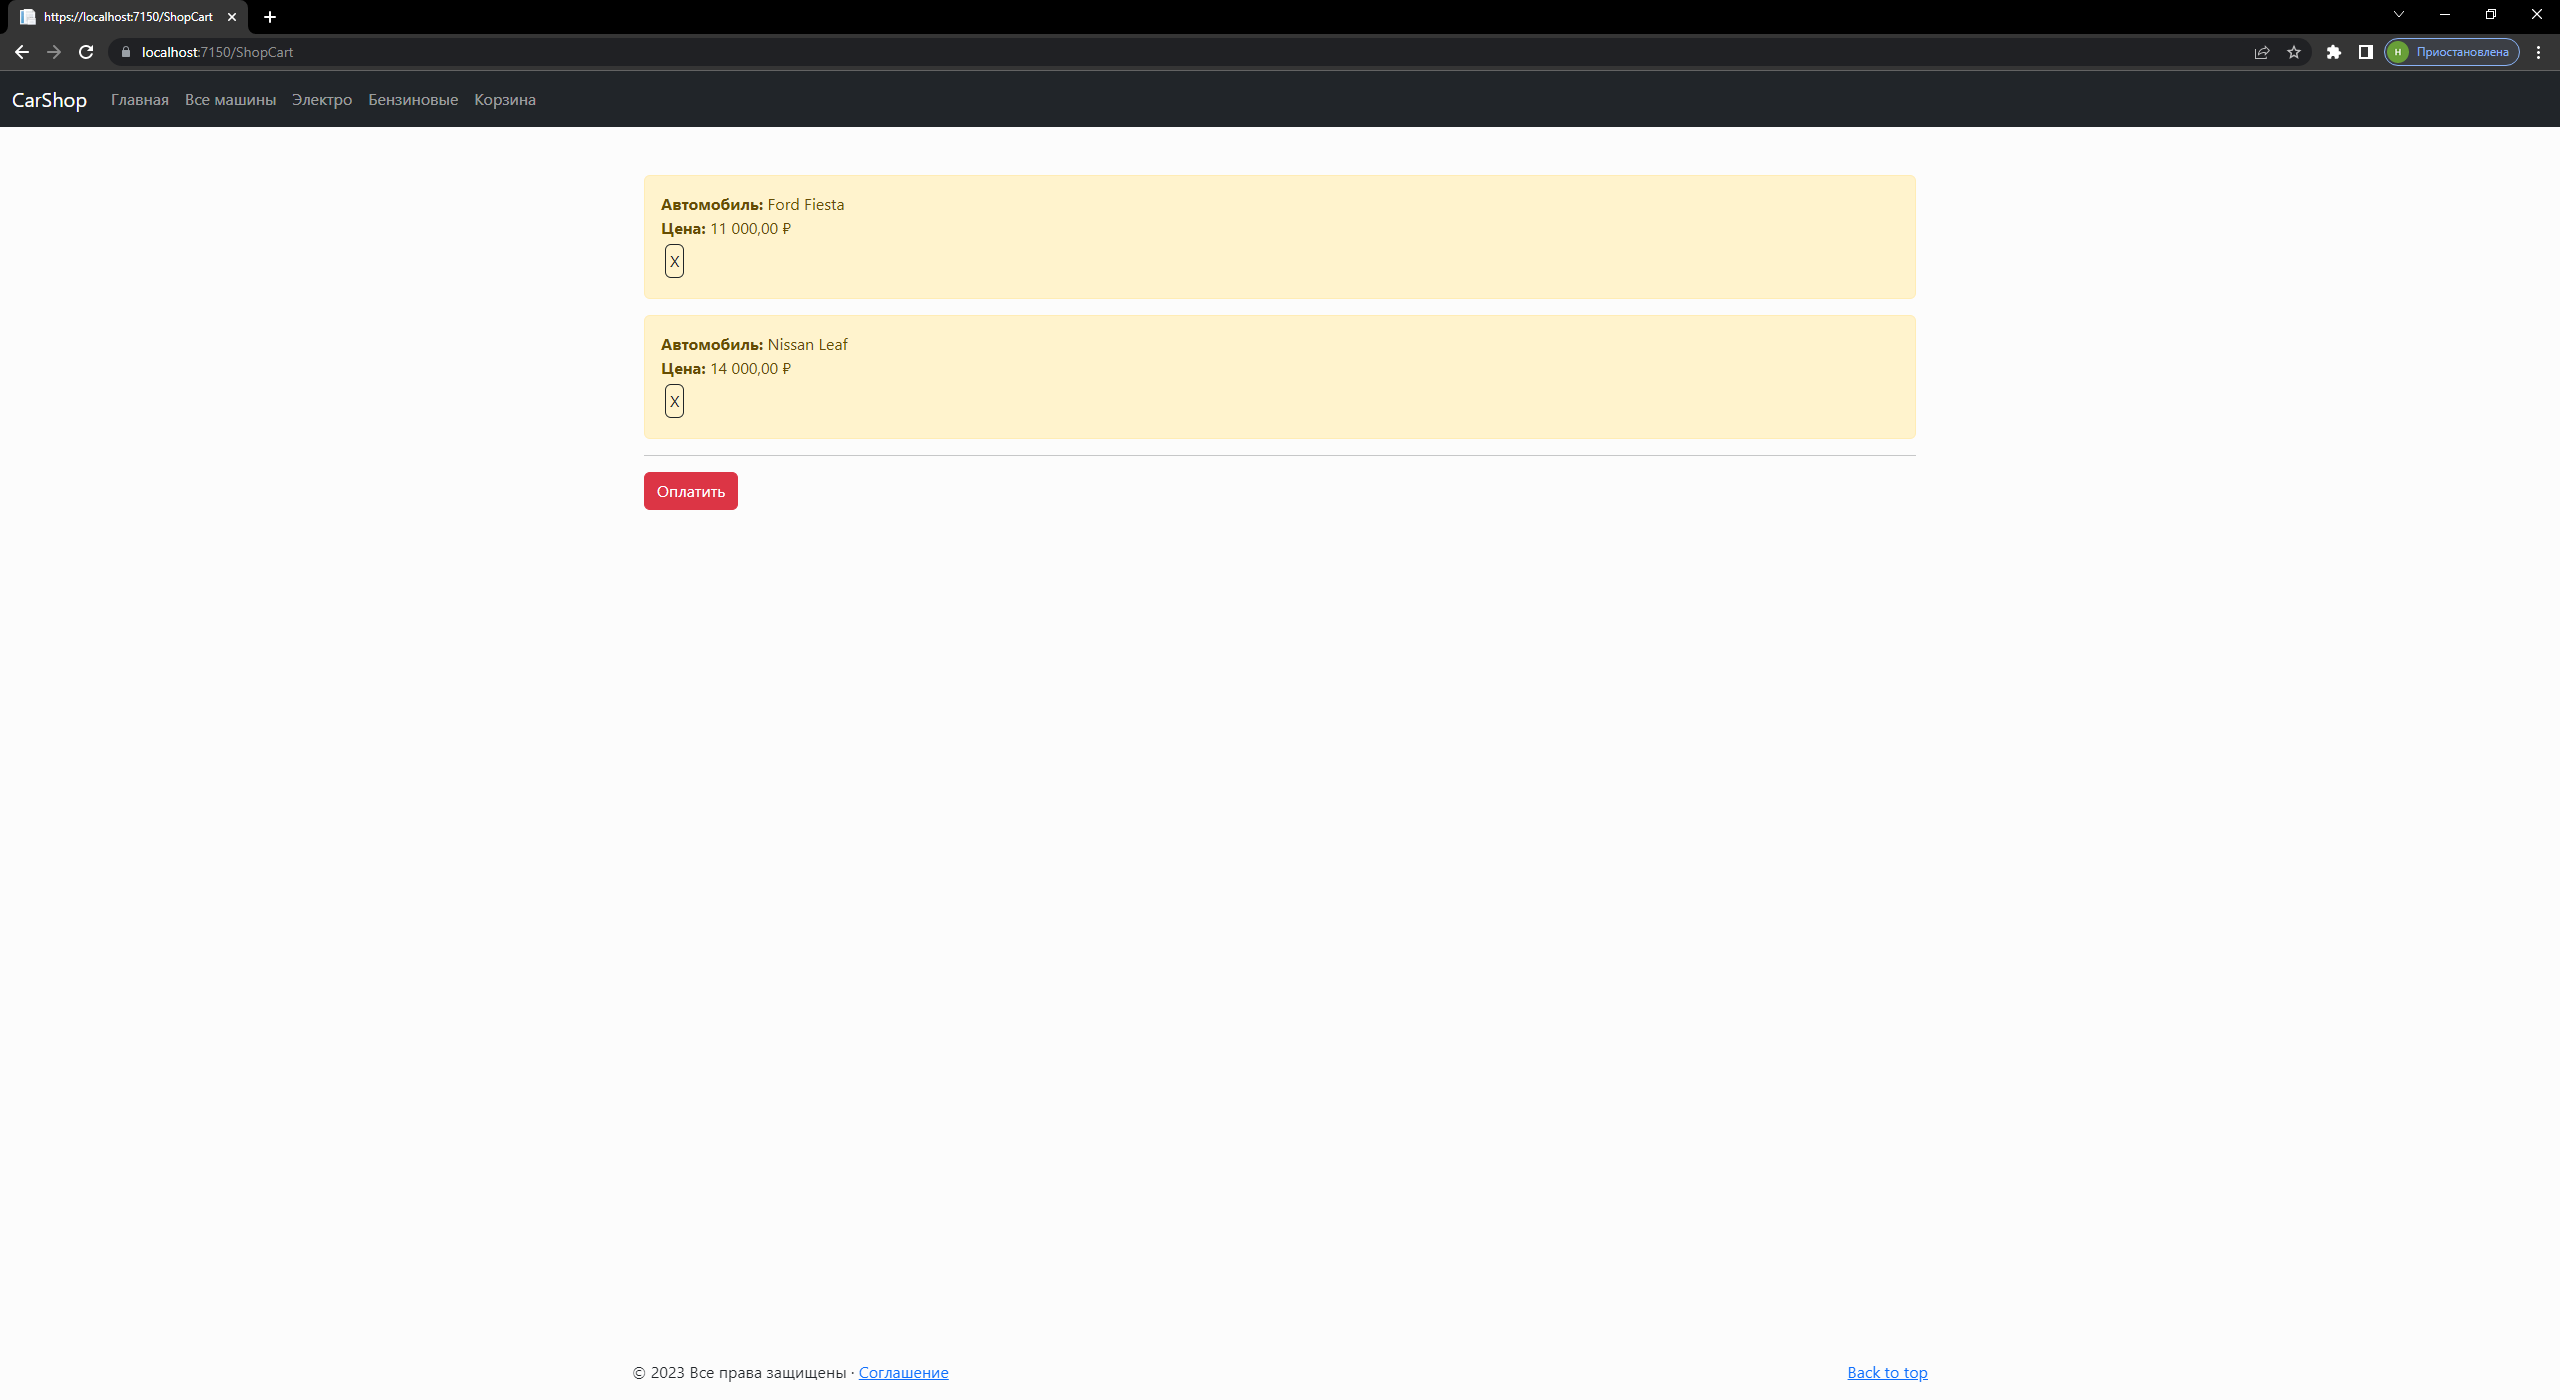 https://localhost:7150/ShopCart
localhost:7150/ShopCart
H Приостановлена
CarShop Главная Все машины Электро Бензиновые Корзина
Автомобиль: Ford Fiesta
Цена: 11 000,00 ₽
X
Автомобиль: Nissan Leaf
Цена: 14 000,00 ₽
X
Оплатить
© 2023 Все права защищены · Соглашение
Back to top